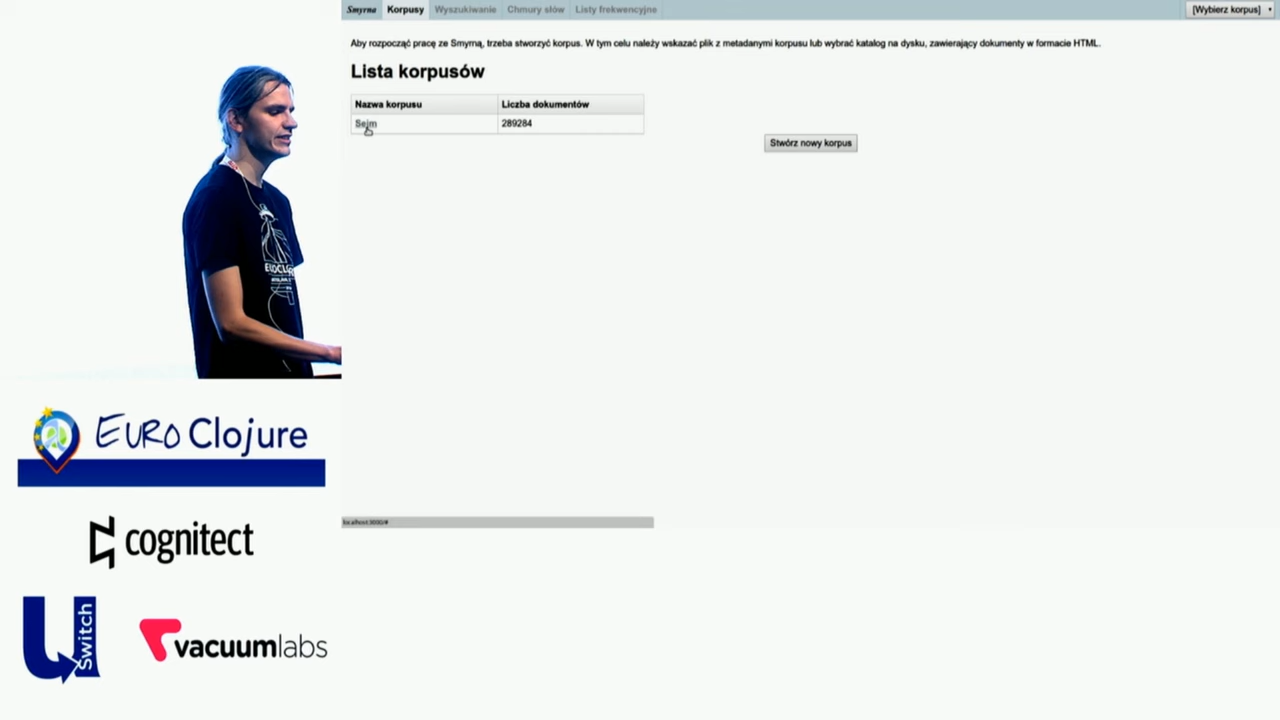 Smyrna Korpusy Wyszukiwanie Chmury słów Listy frekwencyjne [Wybierz korpus]
Aby rozpocząć pracę ze Smyrną, trzeba stworzyć korpus. W tym celu należy wskazać plik z metadanymi korpusu lub wybrać katalog na dysku, zawierający dokumenty w formacie HTML.
Lista korpusów
Nazwa korpusu Liczba dokumentów
Sejm 289284
Stwórz nowy korpus
localhost:3000/#
EURO Clojure
cognitect
U Switch
vacuumlabs